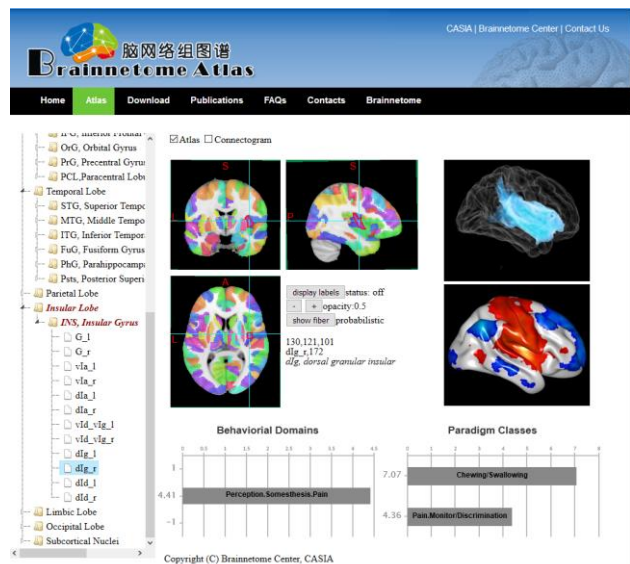 CASIA | Brainnetome Center | Contact Us
脑网络组图谱
Brainnetome Atlas
Home Atlas Download Publications FAQs Contacts Brainnetome
OrG, Orbital Gyrus
PrG, Precentral Gyru
PCL,Paracentral Lobu
Temporal Lobe
STG, Superior Tempo
MTG, Middle Tempo
ITG, Inferior Tempor
FuG, Fusiform Gyrus
PhG, Parahippocampa
Psts, Posterior Superi
Parietal Lobe
Insular Lobe
INS, Insular Gyrus
G_l
G_r
vIa_l
vIa_r
dIa_l
dIa_r
vId_vIg_l
vId_vIg_r
dIg_l
dIg_r
dId_l
dId_r
Limbic Lobe
Occipital Lobe
Subcortical Nuclei
Atlas Connectogram
S
L
S
P
A
L
display labels status: off
- + opacity:0.5
show fiber probabilistic
130,121,101
dIg_r,172
dIg, dorsal granular insular
Behaviorial Domains
0 0.5 1 1.5 2 2.5 3 3.5 4 4.5
1
4.41 Perception.Somesthesis.Pain
-1
Paradigm Classes
0 1 2 3 4 5 6 7 8
7.07 Chewing/Swallowing
4.36 Pain.Monitor/Discrimination
Copyright (C) Brainnetome Center, CASIA